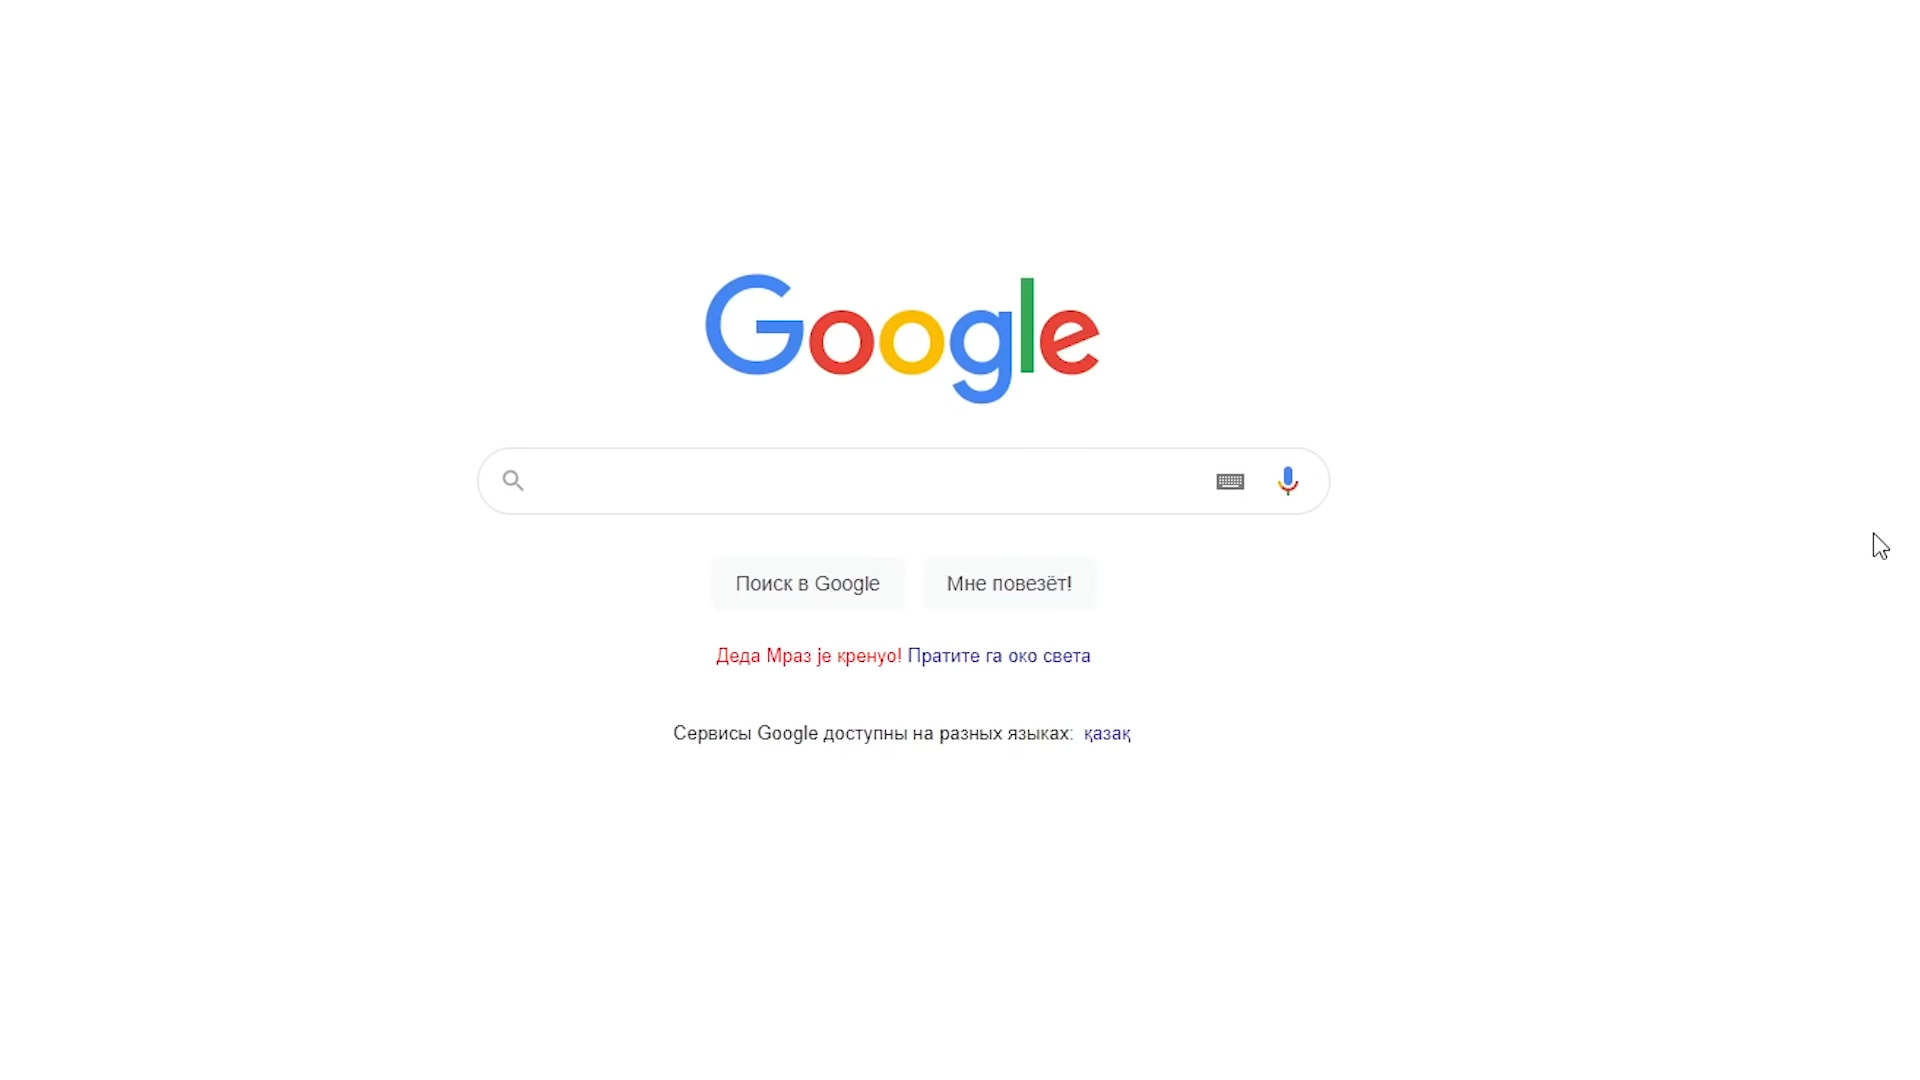 Google
Поиск в Google
Мне повезёт!
Деда Мраз је кренуо! Пратите га око света
Сервисы Google доступны на разных языках: қазақ